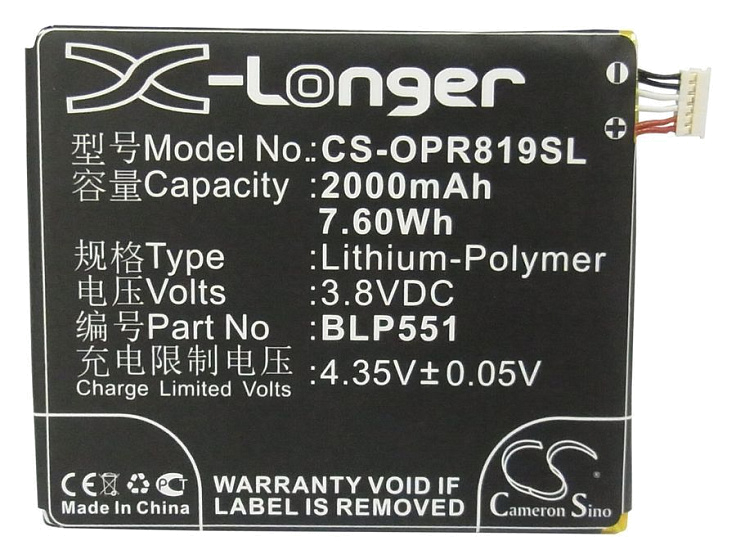 X-Longer
型号Model No.:CS-OPR819SL
容量Capacity :2000mAh
7.60Wh
规格Type :Lithium-Polymer
电压Volts :3.8VDC
编号Part No :BLP551
充电限制电压
Charge Limited Volts :4.35V±0.05V
CE PCT
Made In China
WARRANTY VOID IF
LABEL IS REMOVED
CS
Cameron Sino